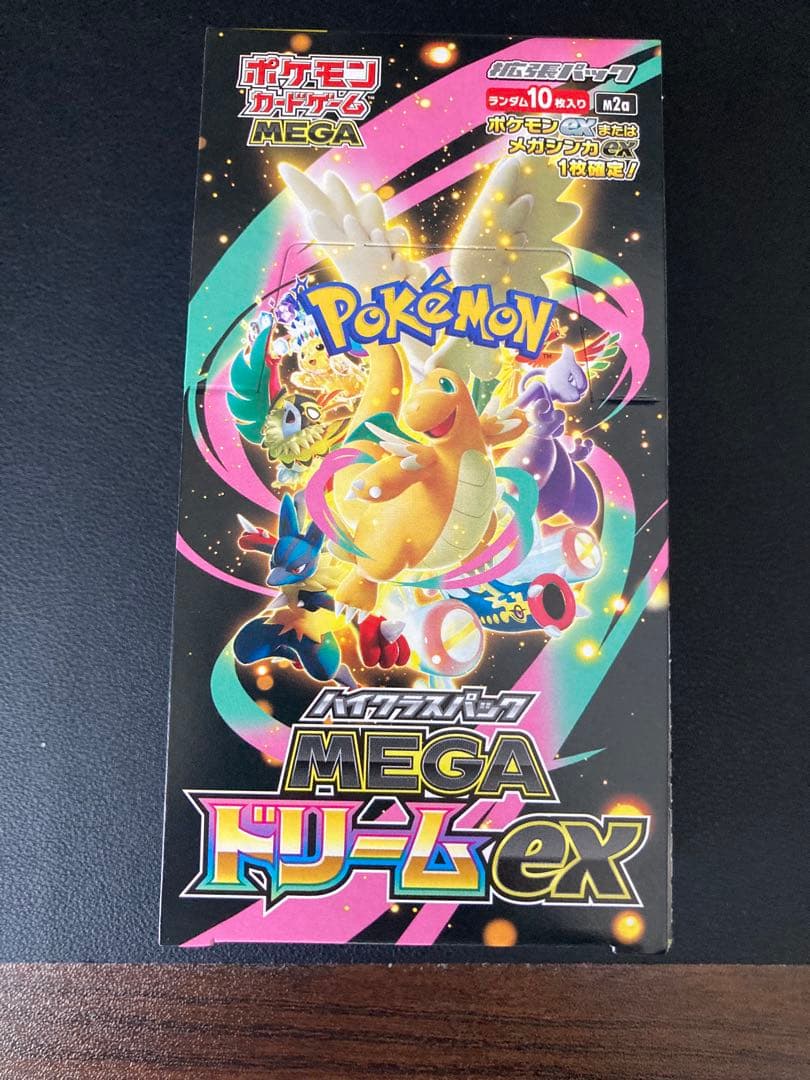 ポケモン
カードゲーム
MEGA
拡張パック
ランダム10枚入り
M2a
ポケモンexまたは
メガシンカex
1枚確定！
POKéMON
TM
ハイクラスパック
MEGA
ドリームex